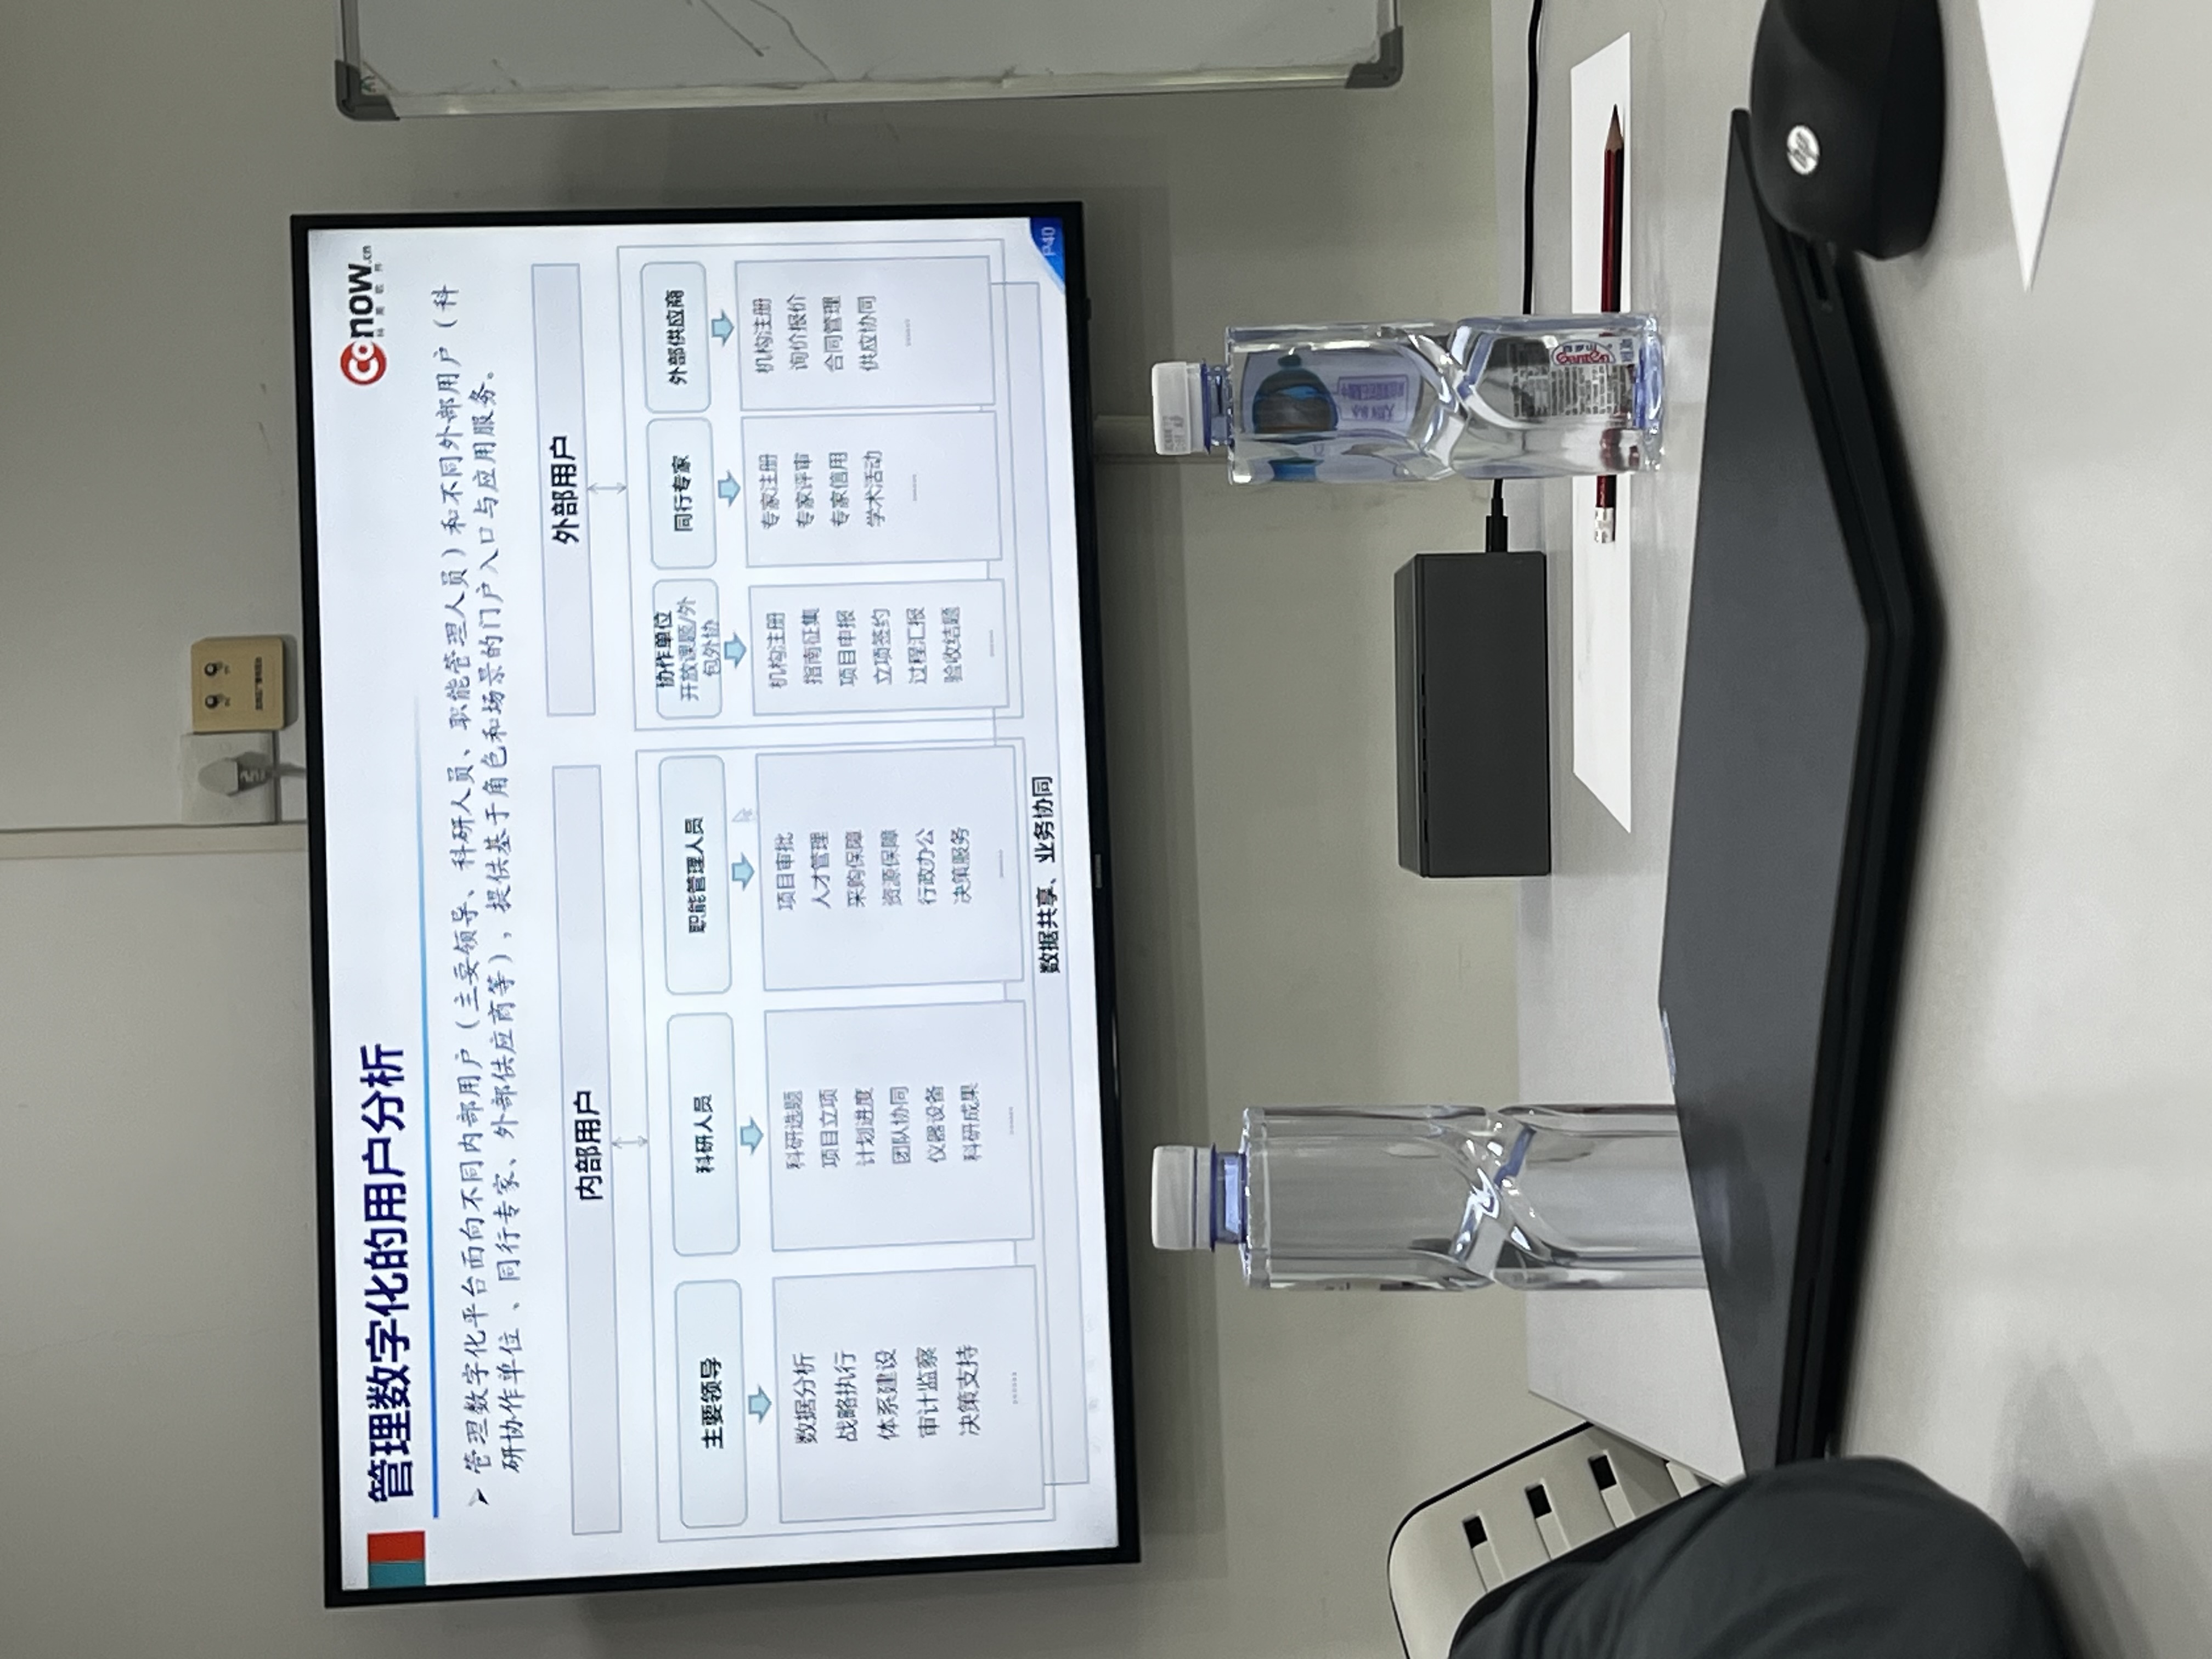 管理数字化的用户分析
conow.cn
科南软件
➢ 管理数字化平台面向不同内部用户（主要领导、科研人员、职能管理人员）和不同外部用户（科
研协作单位 、同行专家、外部供应商等），提供基于角色和场景的门户入口与应用服务。
内部用户
主要领导
数据分析
战略执行
体系建设
审计监察
决策支持
......
科研人员
科研选题
项目立项
计划进度
团队协同
仪器设备
科研成果
......
职能管理人员
项目审批
人才管理
采购保障
资源保障
行政办公
决策服务
......
外部用户
协作单位
开放课题/外
包外协
机构注册
指南征集
项目申报
立项签约
过程汇报
验收结题
......
同行专家
专家注册
专家评审
专家信用
学术活动
......
外部供应商
机构注册
询价报价
合同管理
供应协同
......
数据共享、业务协同
P40
SAMSUNG
hp